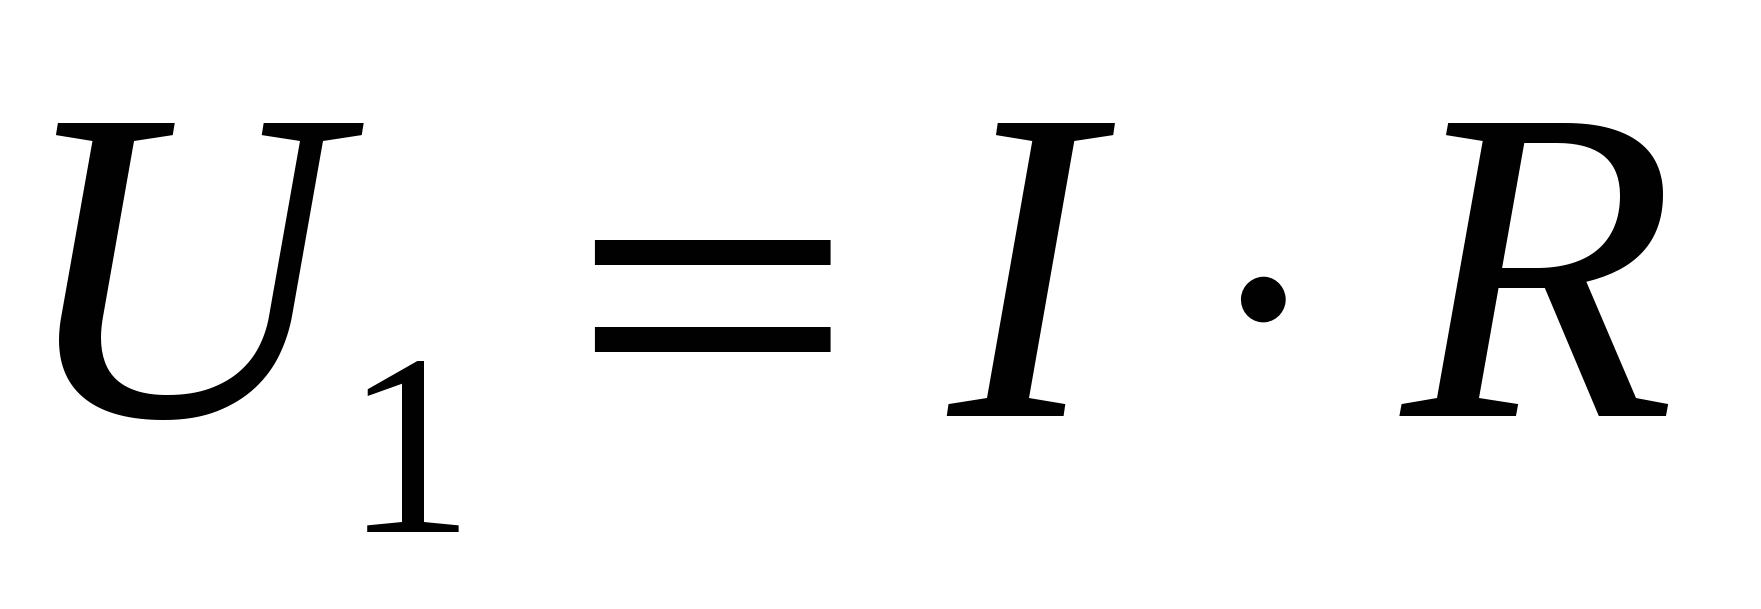 U₁ = I · R